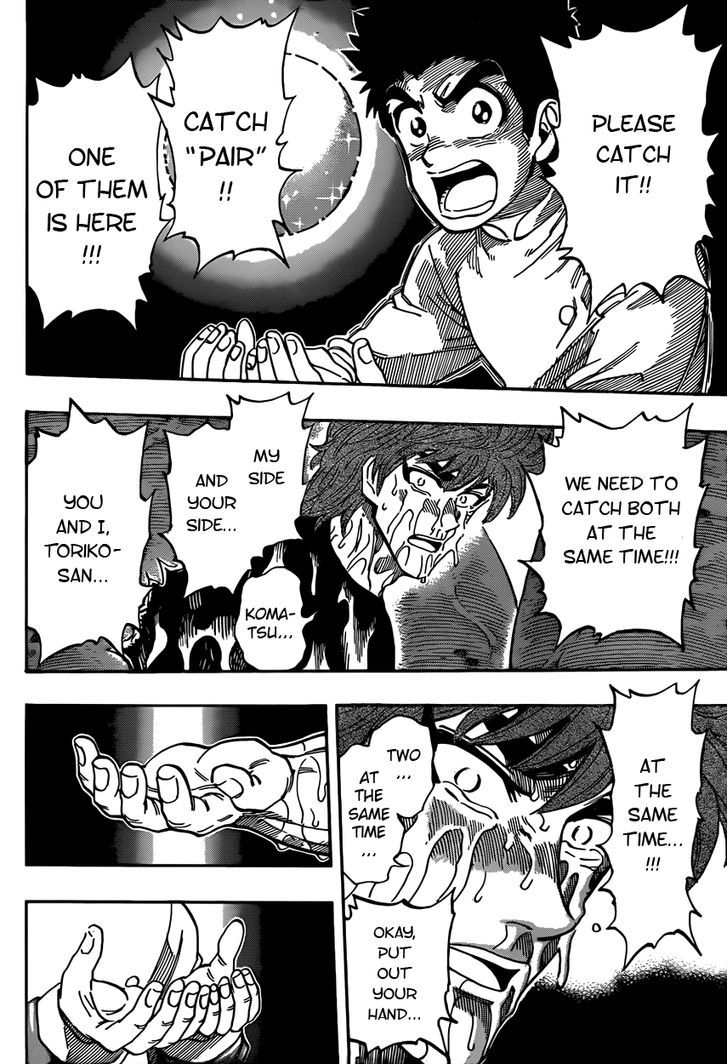 PLEASE
CATCH
IT!!
CATCH
"PAIR"
!!
ONE
OF THEM
IS HERE
!!!
WE NEED TO
CATCH BOTH
AT THE
SAME TIME!!!
MY
SIDE
AND
YOUR
SIDE...
KOMA-
TSU...
YOU
AND I,
TORIKO-
SAN...
AT
THE
SAME
TIME...
!!!
TWO
...
AT
THE
SAME
TIME
...
OKAY,
PUT
OUT
YOUR
HAND...